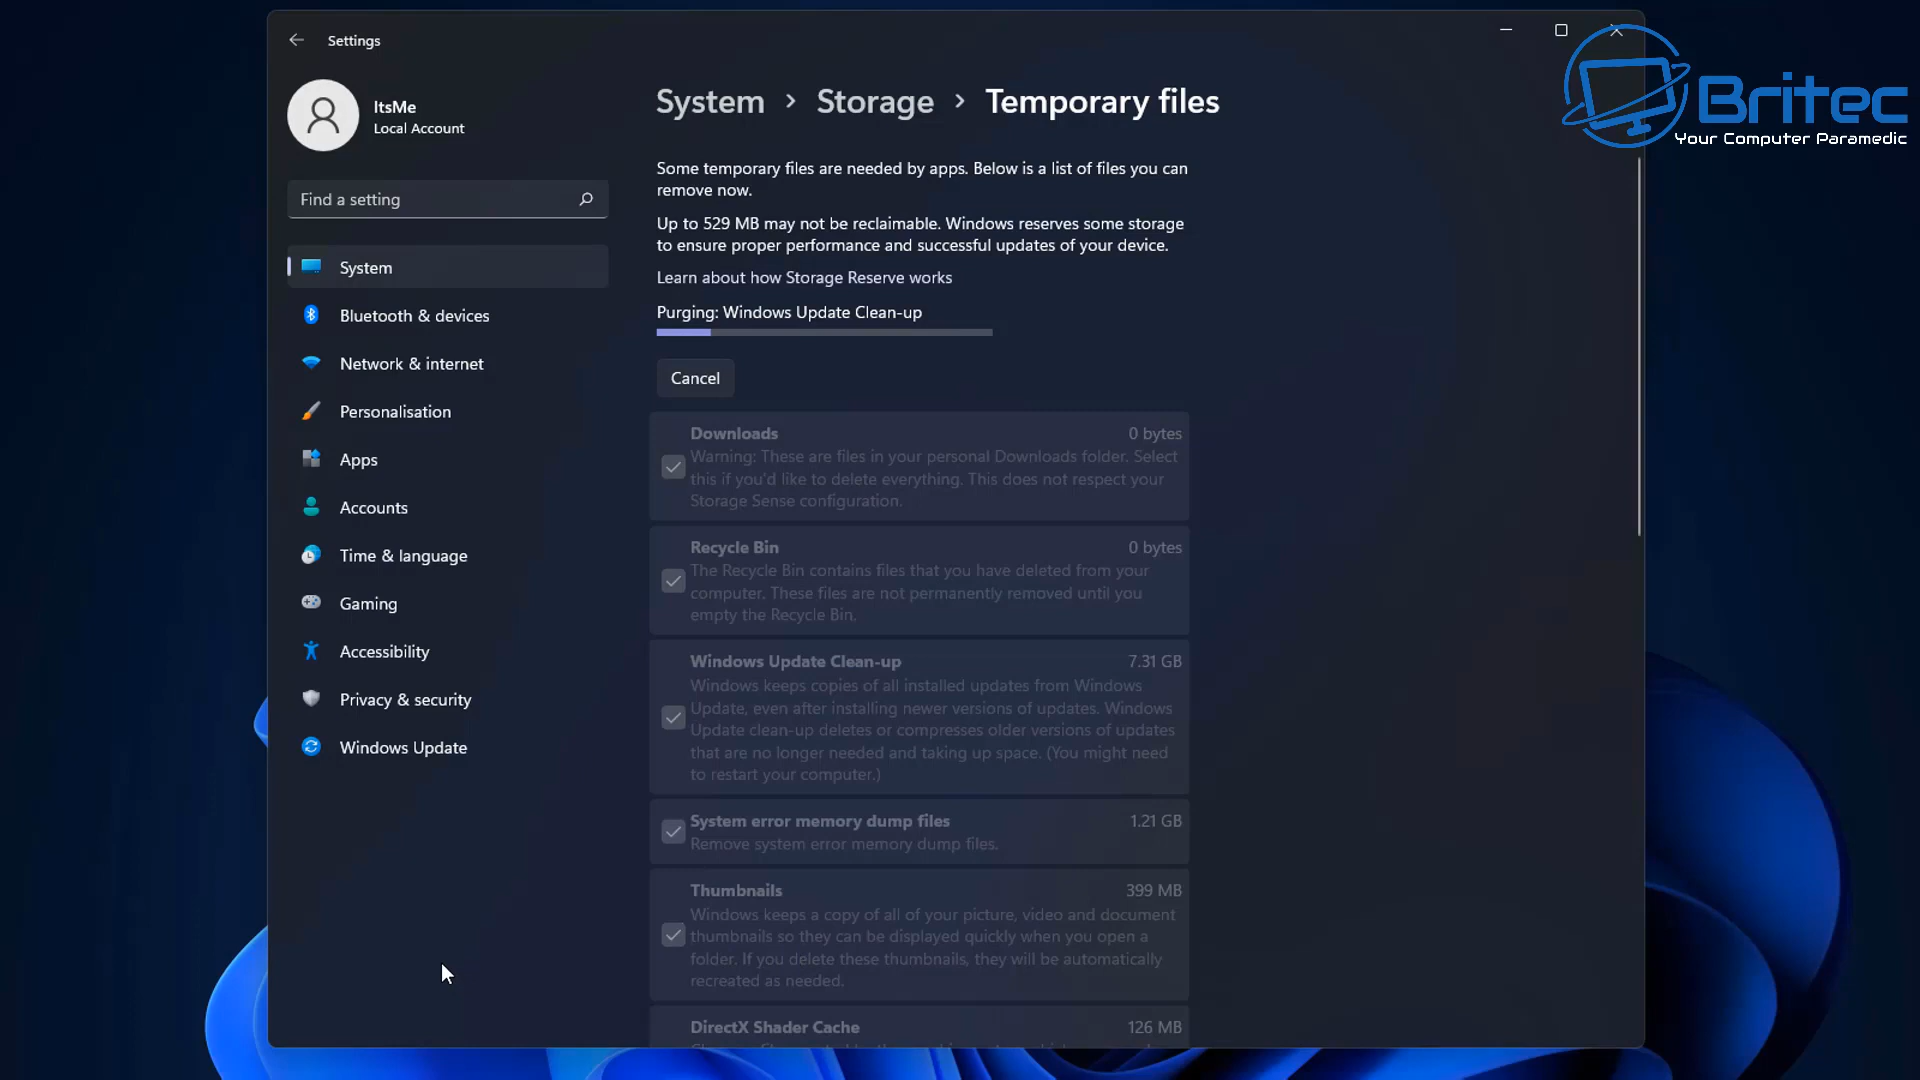 Settings
Britec
Your Computer Paramedic
ItsMe
Local Account
Find a setting
System
Bluetooth & devices
Network & internet
Personalisation
Apps
Accounts
Time & language
Gaming
Accessibility
Privacy & security
Windows Update
System > Storage > Temporary files
Some temporary files are needed by apps. Below is a list of files you can
remove now.
Up to 529 MB may not be reclaimable. Windows reserves some storage
to ensure proper performance and successful updates of your device.
Learn about how Storage Reserve works
Purging: Windows Update Clean-up
Cancel
Downloads 0 bytes
Warning: These are files in your personal Downloads folder. Select
this if you'd like to delete everything. This does not respect your
Storage Sense configuration.
Recycle Bin 0 bytes
The Recycle Bin contains files that you have deleted from your
computer. These files are not permanently removed until you
empty the Recycle Bin.
Windows Update Clean-up 7.31 GB
Windows keeps copies of all installed updates from Windows
Update, even after installing newer versions of updates. Windows
Update clean-up deletes or compresses older versions of updates
that are no longer needed and taking up space. (You might need
to restart your computer.)
System error memory dump files 1.21 GB
Remove system error memory dump files.
Thumbnails 399 MB
Windows keeps a copy of all of your picture, video and document
thumbnails so they can be displayed quickly when you open a
folder. If you delete these thumbnails, they will be automatically
recreated as needed.
DirectX Shader Cache 126 MB